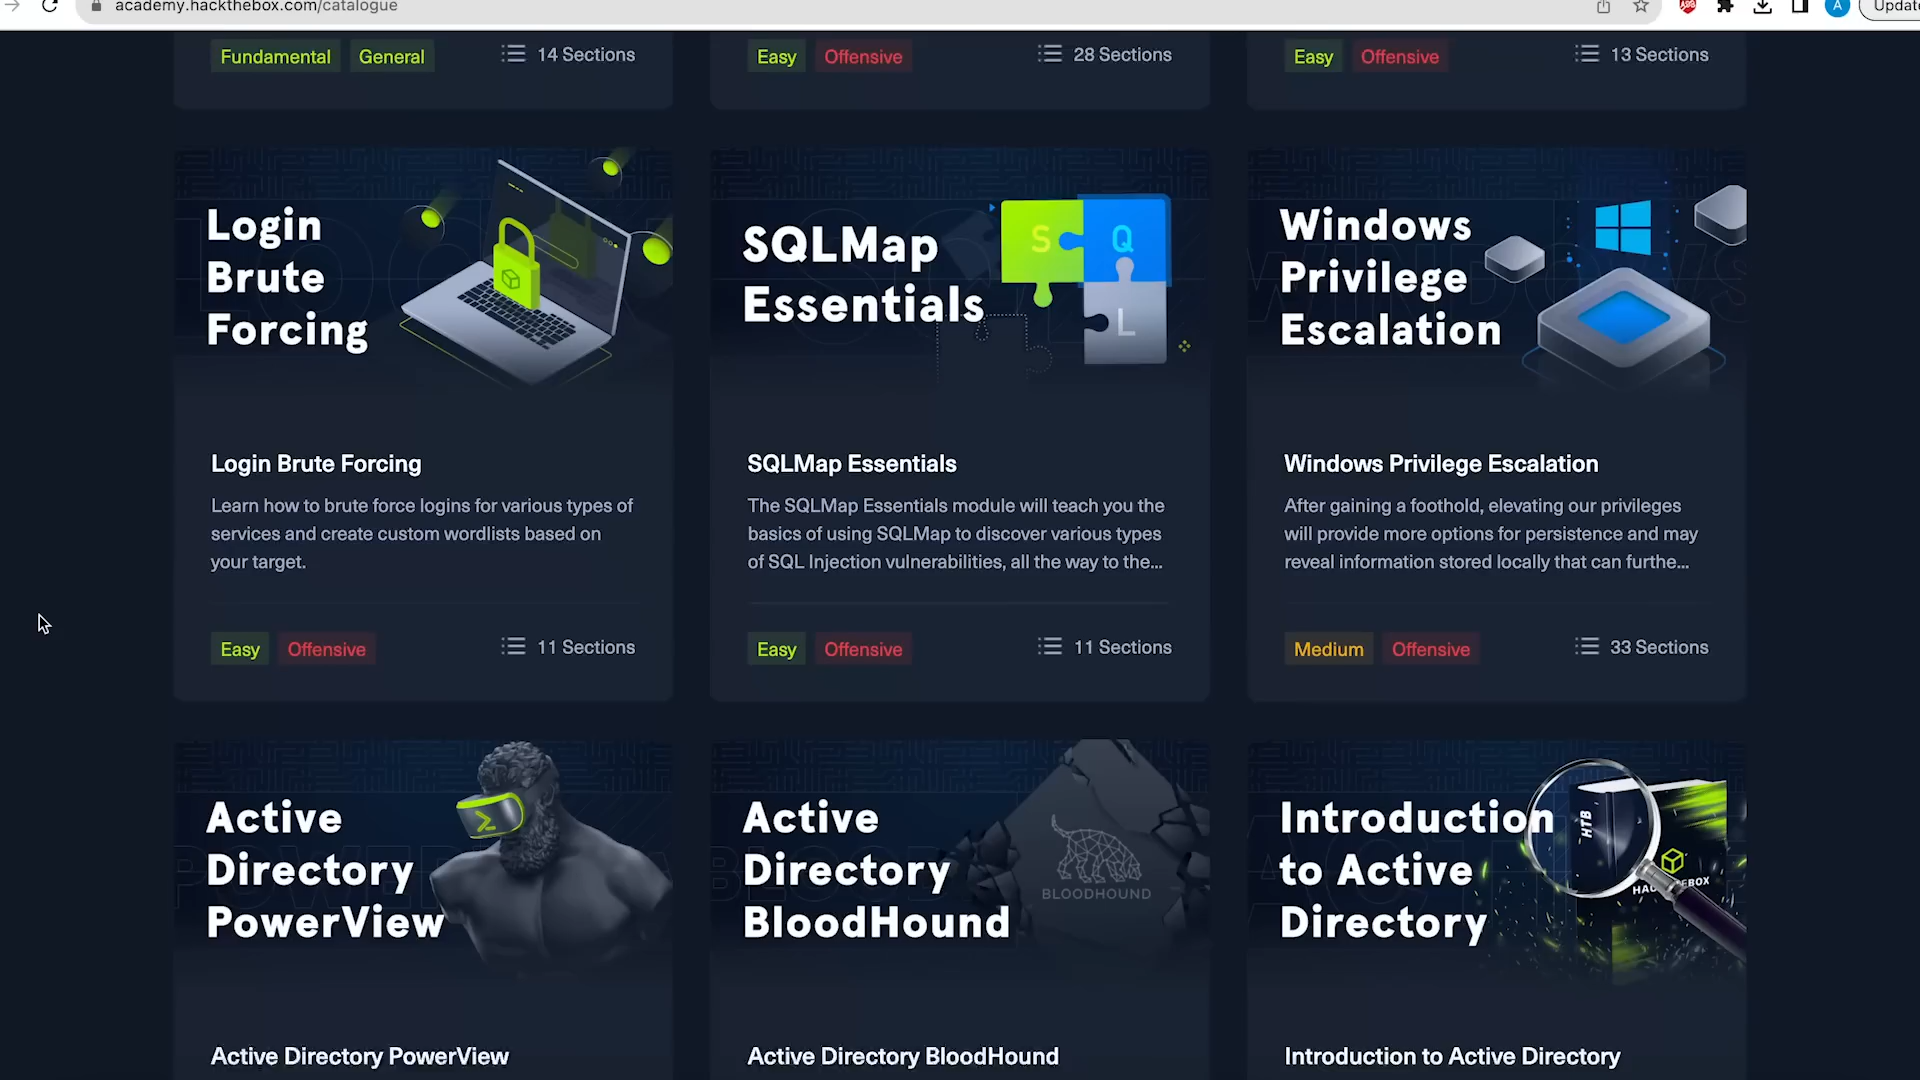 academy.hackthebox.com/catalogue
A
Update
Fundamental General 14 Sections
Easy Offensive 28 Sections
Easy Offensive 13 Sections
Login
Brute
Forcing
Login Brute Forcing
Learn how to brute force logins for various types of
services and create custom wordlists based on
your target.
Easy Offensive 11 Sections
SQLMap
Essentials
S Q
L
SQLMap Essentials
The SQLMap Essentials module will teach you the
basics of using SQLMap to discover various types
of SQL Injection vulnerabilities, all the way to the...
Easy Offensive 11 Sections
Windows
Privilege
Escalation
Windows Privilege Escalation
After gaining a foothold, elevating our privileges
will provide more options for persistence and may
reveal information stored locally that can furthe...
Medium Offensive 33 Sections
Active
Directory
PowerView
Active Directory PowerView
Active
Directory
BloodHound
BLOODHOUND
Active Directory BloodHound
Introduction
to Active
Directory
HTB
Introduction to Active Directory